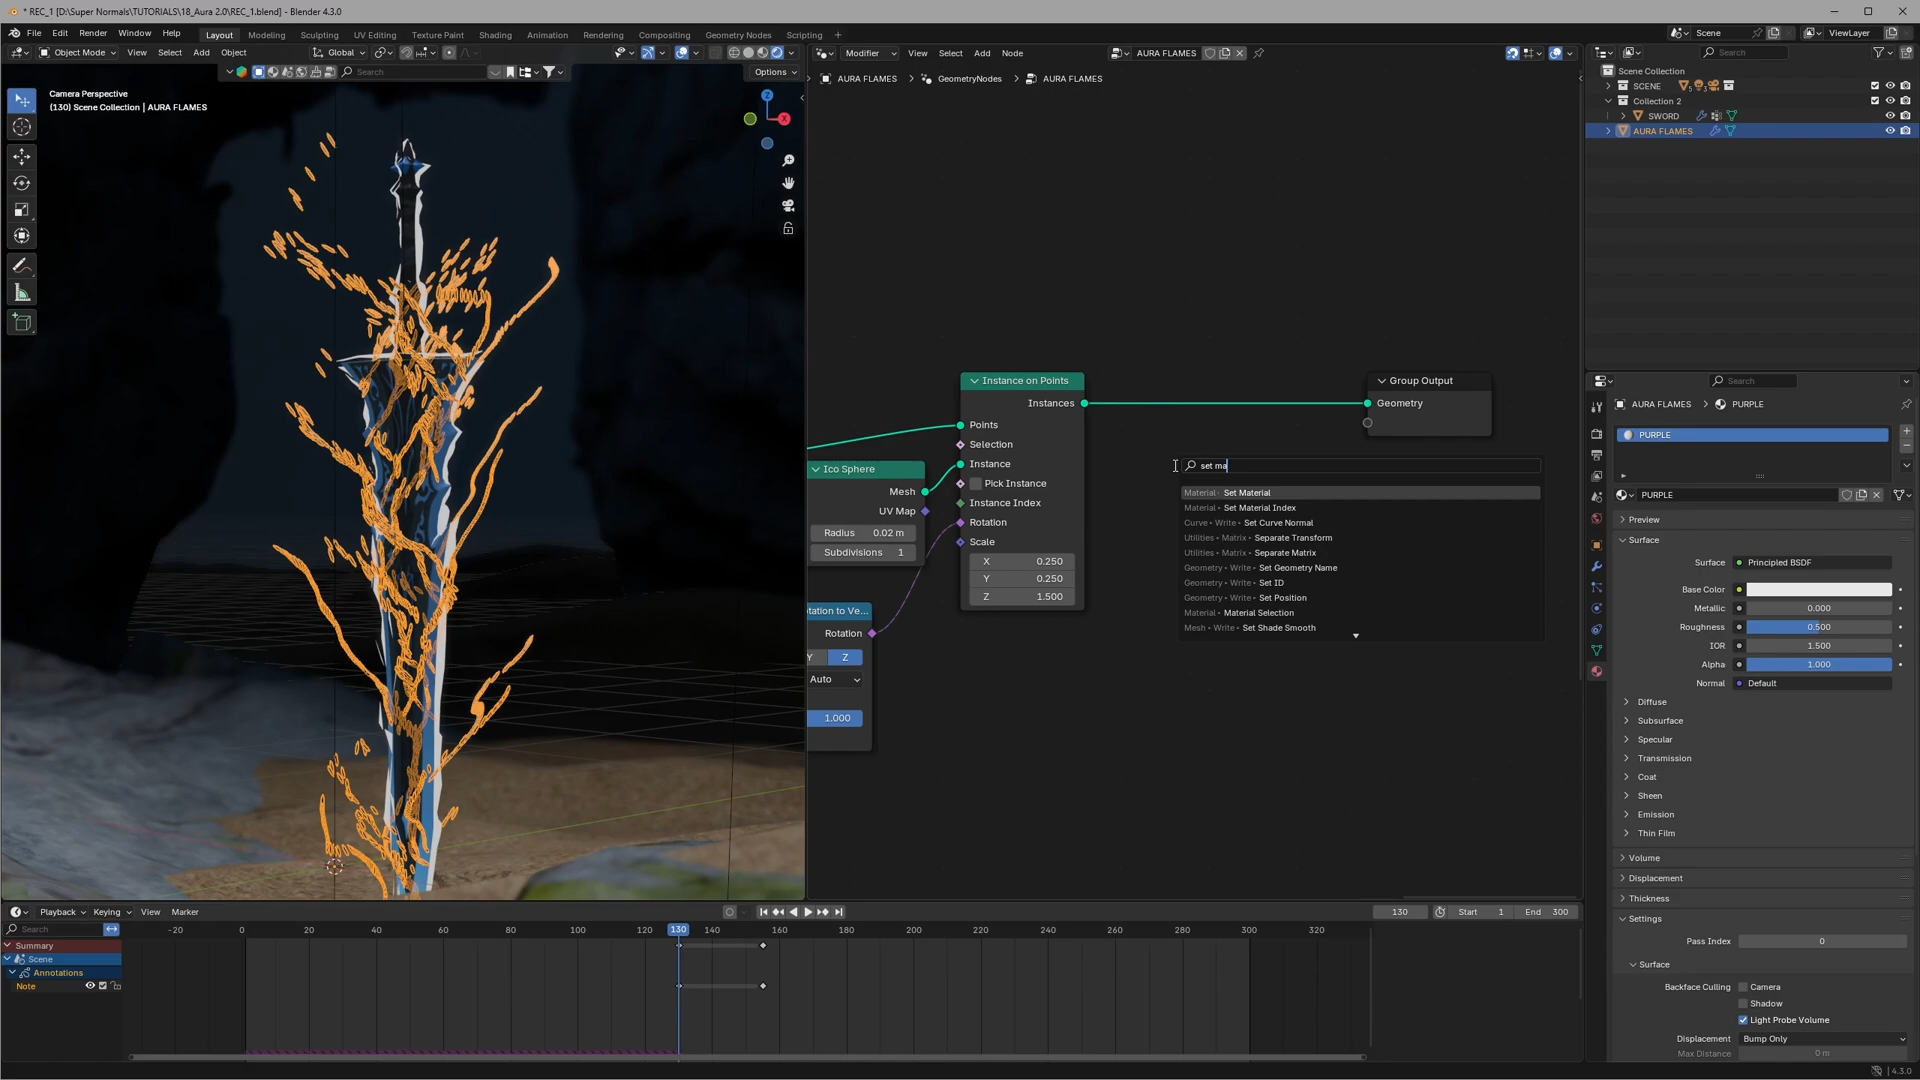 * REC_1 [D:\Super Normals\TUTORIALS\18_Aura 2.0\REC_1.blend] - Blender 4.3.0
File Edit Render Window Help Layout Modeling Sculpting UV Editing Texture Paint Shading Animation Rendering Compositing Geometry Nodes Scripting + Scene ViewLayer
Object Mode View Select Add Object Global Modifier View Select Add Node AURA FLAMES Search
Search Options
AURA FLAMES > GeometryNodes > AURA FLAMES
Camera Perspective
(130) Scene Collection | AURA FLAMES
Z
X
Scene Collection
SCENE 5 3
Collection 2
SWORD
AURA FLAMES
Instance on Points
Instances
Points
Selection
Instance
Pick Instance
Instance Index
Rotation
Scale
X 0.250
Y 0.250
Z 1.500
Group Output
Geometry
Ico Sphere
Mesh
UV Map
Radius 0.02 m
Subdivisions 1
tation to Ve...
Rotation
Y Z
Auto
1.000
set ma
Material Set Material
Material Set Material Index
Curve Write Set Curve Normal
Utilities Matrix Separate Transform
Utilities Matrix Separate Matrix
Geometry Write Set Geometry Name
Geometry Write Set ID
Geometry Write Set Position
Material Material Selection
Mesh Write Set Shade Smooth
Search
AURA FLAMES > PURPLE
PURPLE
PURPLE
Preview
Surface
Surface Principled BSDF
Base Color
Metallic 0.000
Roughness 0.500
IOR 1.500
Alpha 1.000
Normal Default
Diffuse
Subsurface
Specular
Transmission
Coat
Sheen
Emission
Thin Film
Volume
Displacement
Thickness
Settings
Pass Index 0
Surface
Backface Culling Camera
Shadow
Light Probe Volume
Displacement Bump Only
Max Distance 0 m
Playback Keying View Marker 130 Start 1 End 300
Search -20 0 20 40 60 80 100 120 130 140 160 180 200 220 240 260 280 300 320
Summary
Scene
Annotations
Note
4.3.0